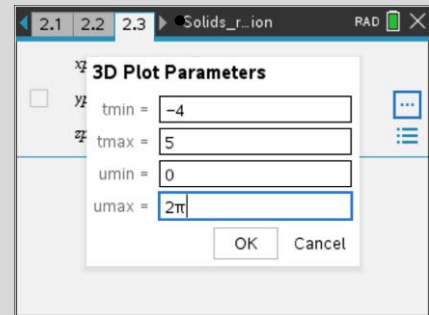 2.1 2.2 2.3 Solids_r...ion RAD
3D Plot Parameters
tmin = -4
tmax = 5
umin = 0
umax = 2π
OK Cancel